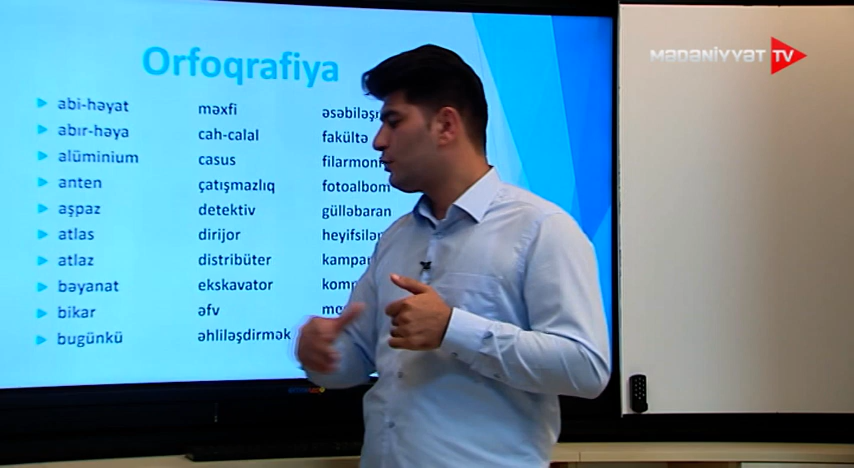 MƏDƏNİYYƏT TV
Orfoqrafiya
abi-həyat məxfi
abır-həya cah-calal fakültə
alüminium casus
anten çatışmazlıq fotoalbom
aşpaz detektiv gülləbaran
atlas dirijor
atlaz distribüter
bəyanat ekskavator
bikar əfv
bugünkü əhliləşdirmək